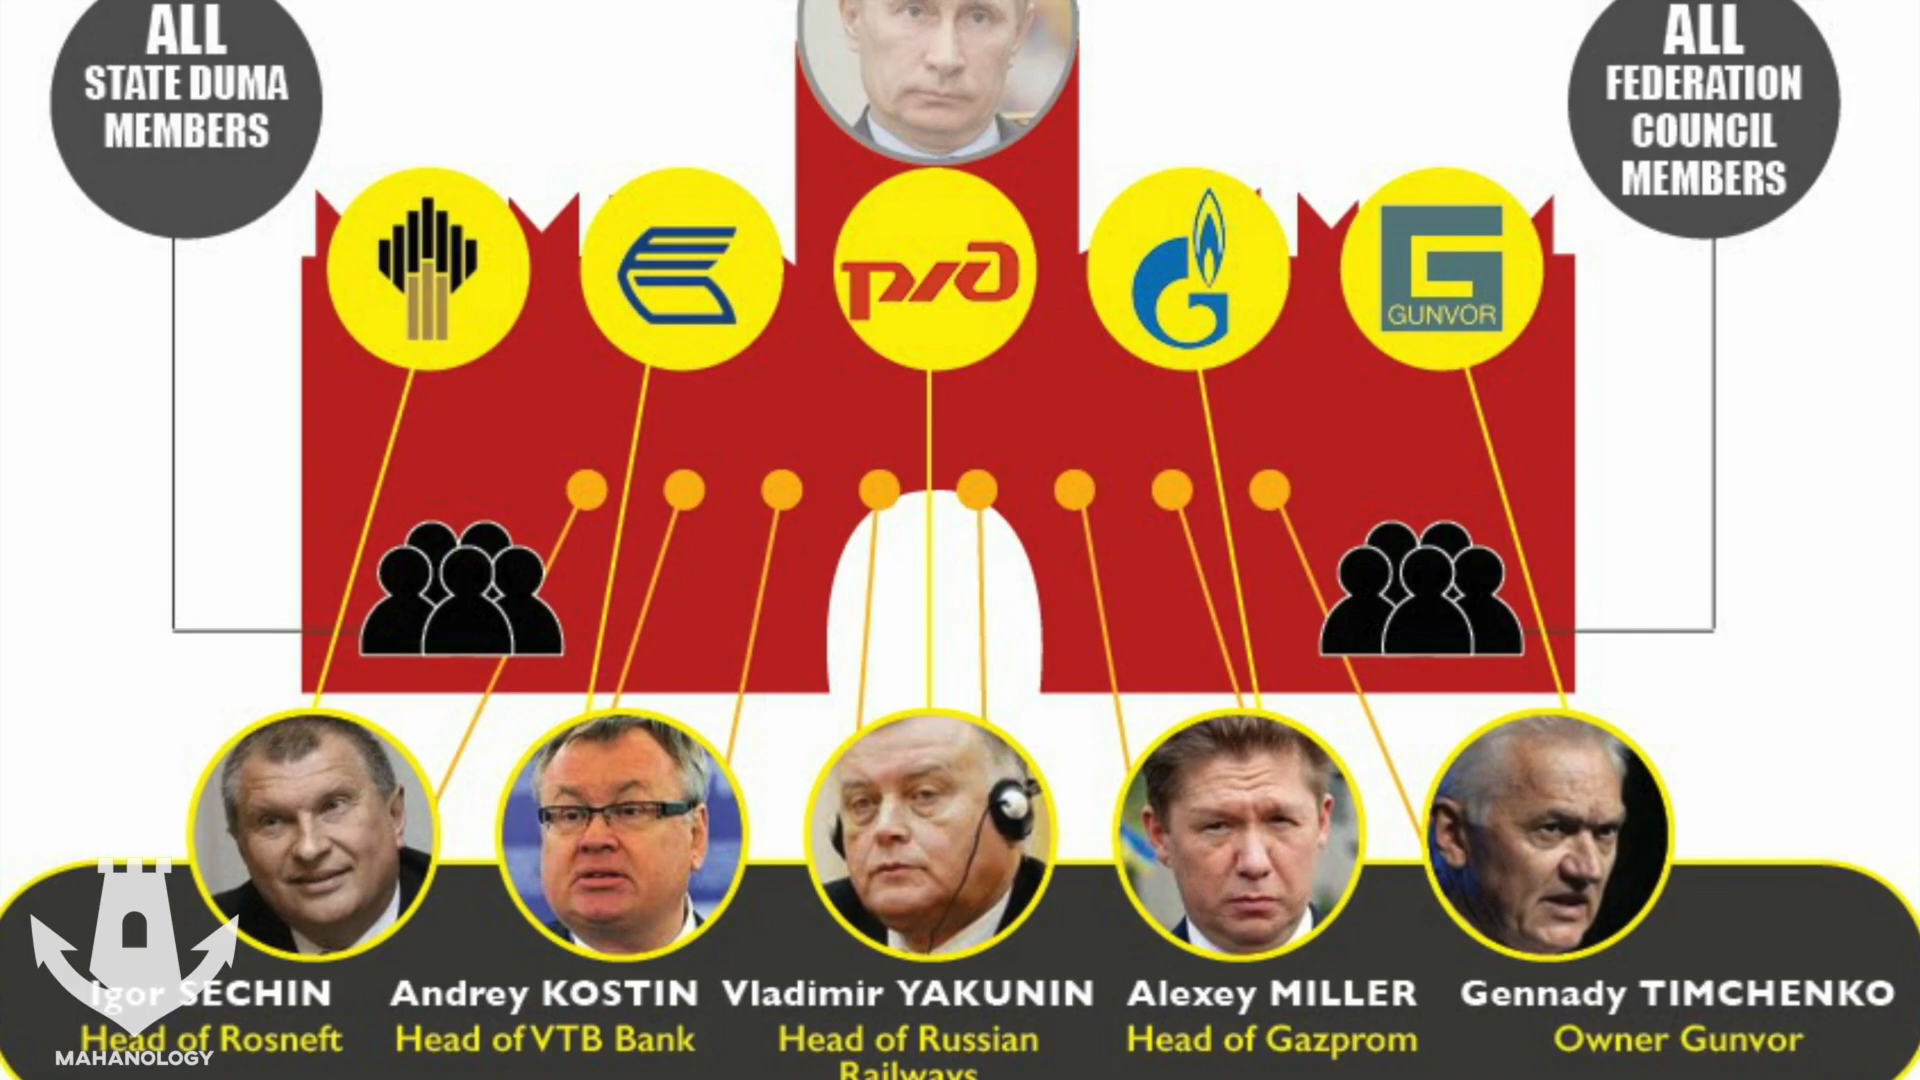 ALL
STATE DUMA
MEMBERS
ALL
FEDERATION
COUNCIL
MEMBERS
ржд
GUNVOR
Igor SECHIN
Head of Rosneft
Andrey KOSTIN
Head of VTB Bank
Vladimir YAKUNIN
Head of Russian
Railways
Alexey MILLER
Head of Gazprom
Gennady TIMCHENKO
Owner Gunvor
MAHANOLOGY